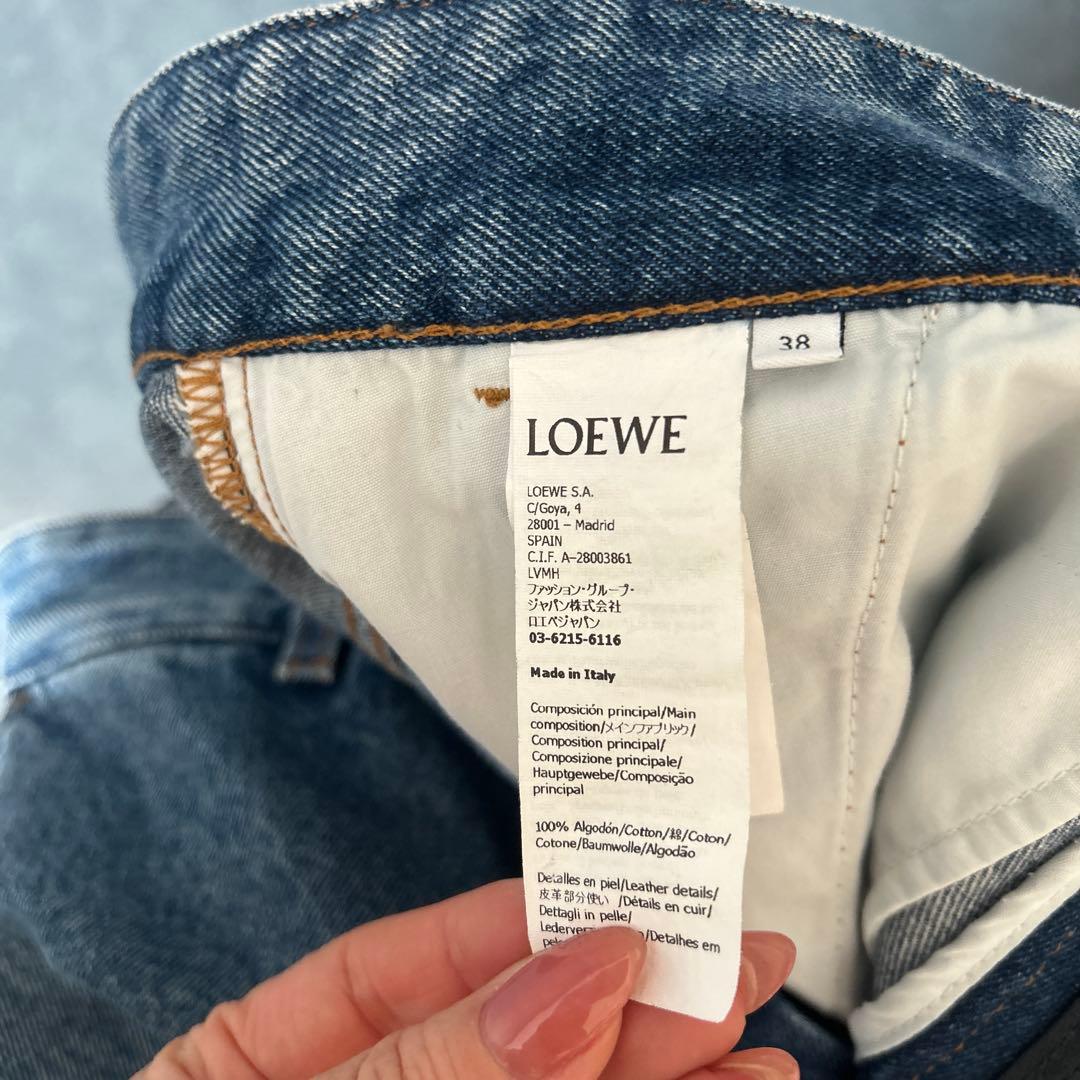 38
LOEWE
LOEWE S.A.
C/Goya, 4
28001 – Madrid
SPAIN
C.I.F. A-28003861
LVMH
ファッション・グループ・
ジャパン株式会社
ロエベジャパン
03-6215-6116
Made in Italy
Composición principal/Main
composition/メインファブリック/
Composition principal/
Composizione principale/
Hauptgewebe/Composição
principal
100% Algodón/Cotton/綿/Coton/
Cotone/Baumwolle/Algodão
Detalles en piel/Leather details/
皮革部分使い /Détails en cuir/
Dettagli in pelle/
/Detalhes em